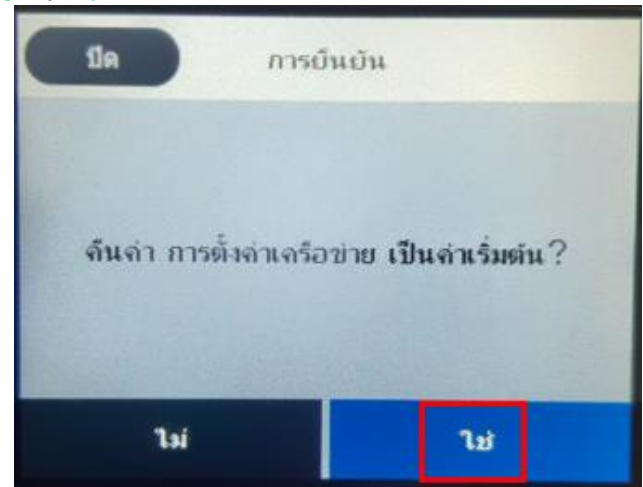 ปิด
การยืนยัน
คืนค่า การตั้งค่าเครือข่าย เป็นค่าเริ่มต้น?
ไม่
ใช่